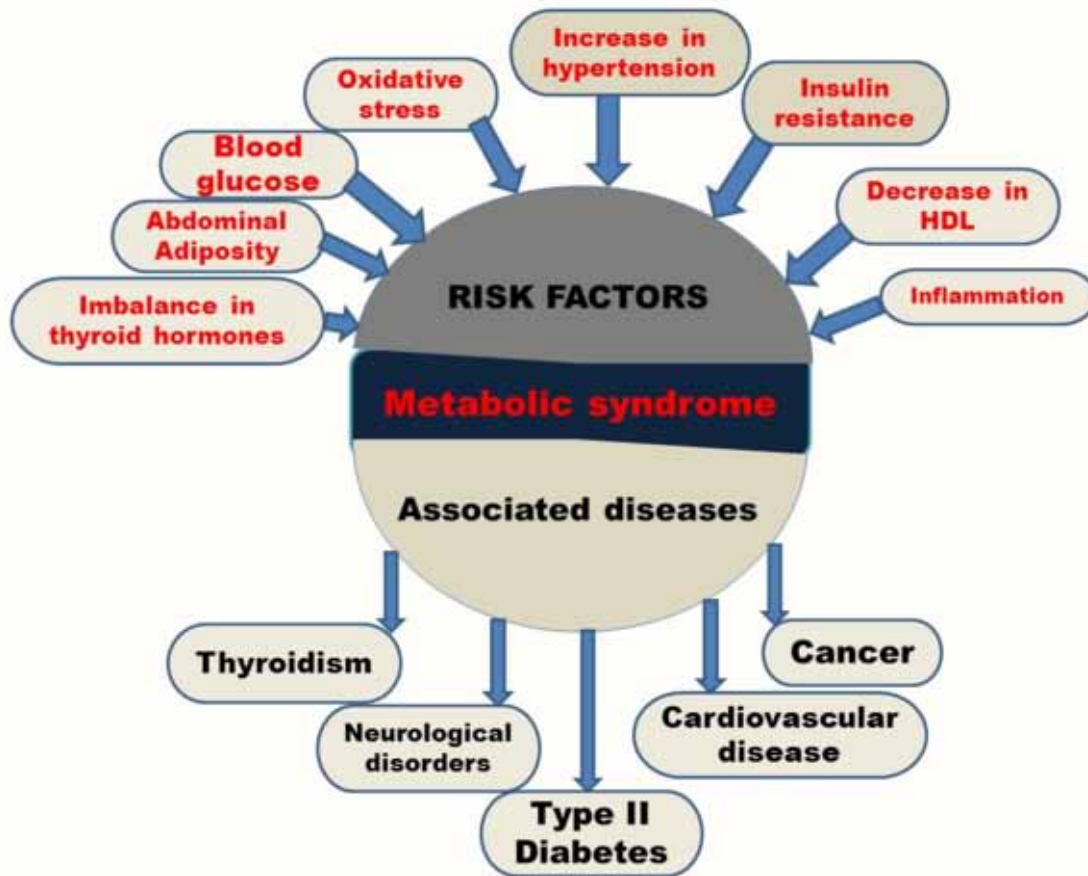 Increase in
hypertension
Oxidative
stress
Insulin
resistance
Blood
glucose
Decrease in
HDL
Abdominal
Adiposity
Inflammation
Imbalance in
thyroid hormones
RISK FACTORS
Metabolic syndrome
Associated diseases
Thyroidism
Cancer
Neurological
disorders
Cardiovascular
disease
Type II
Diabetes